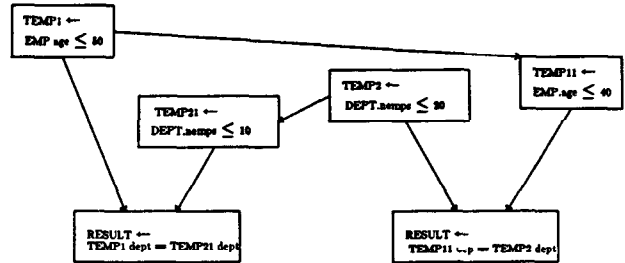 TEMP1 ←
EMP age ≤ 50
TEMP11 ←
EMP.age ≤ 40
TEMP2 ←
DEPT.nemps ≤ 20
TEMP21 ←
DEPT.nemps ≤ 10
RESULT ←
TEMP1 dept = TEMP21 dept
RESULT ←
TEMP11 = TEMP2 dept